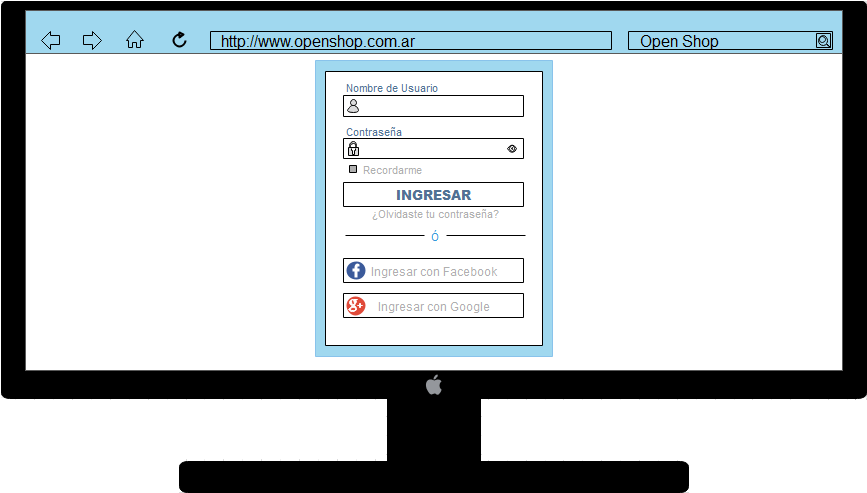 http://www.openshop.com.ar
Open Shop
Nombre de Usuario
Contraseña
Recordarme
INGRESAR
¿Olvidaste tu contraseña?
Ó
Ingresar con Facebook
Ingresar con Google